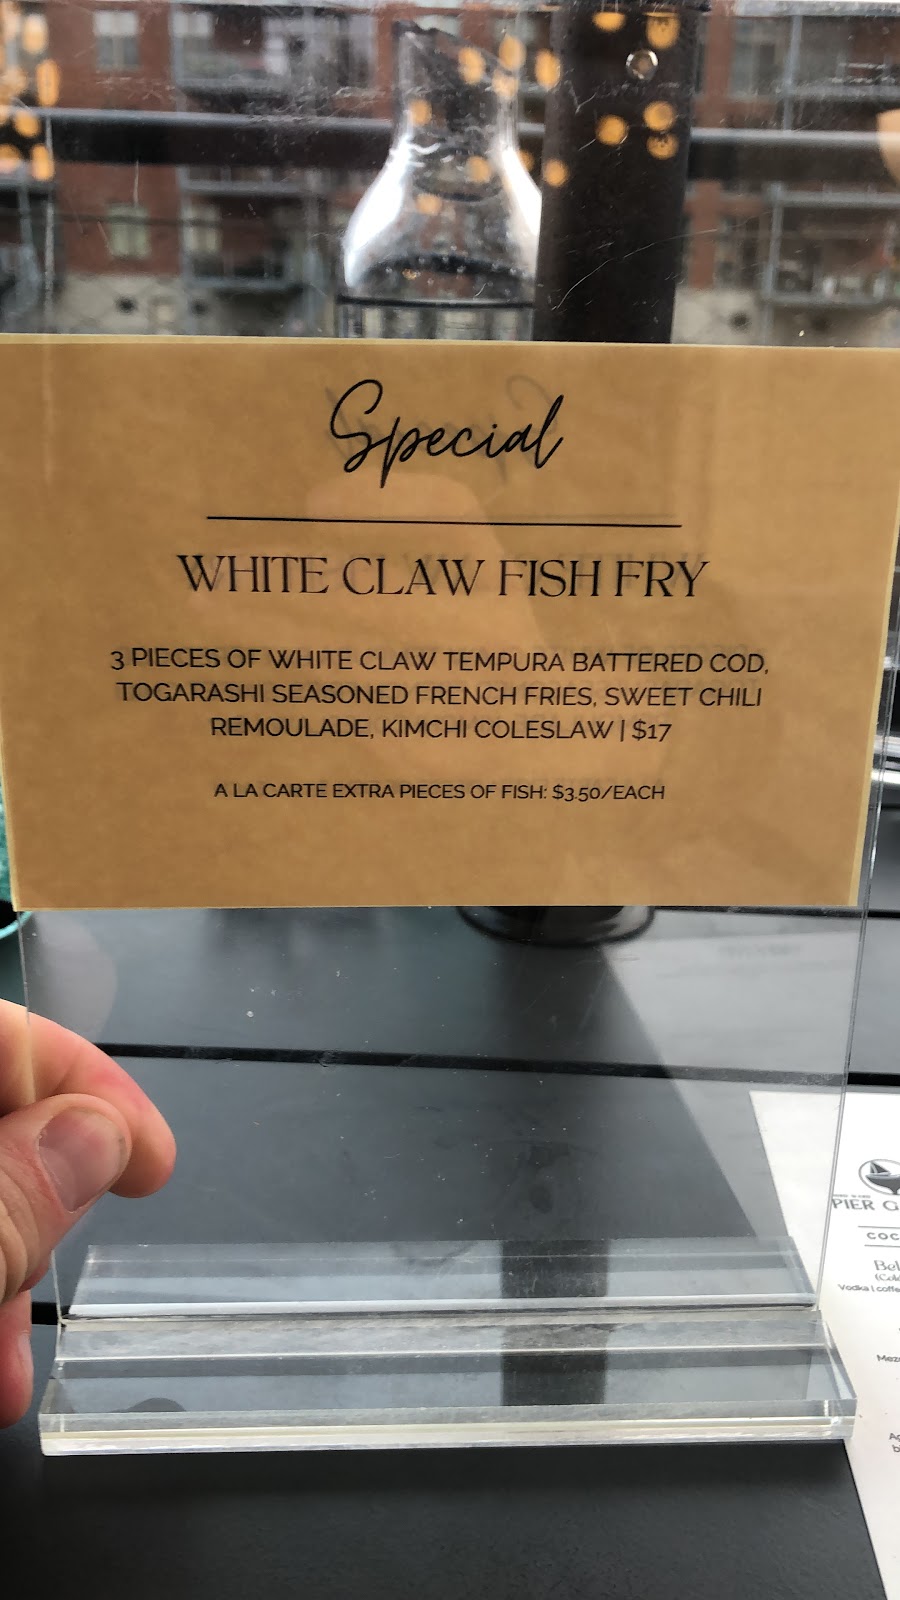 Special
WHITE CLAW FISH FRY
3 PIECES OF WHITE CLAW TEMPURA BATTERED COD,
TOGARASHI SEASONED FRENCH FRIES, SWEET CHILI
REMOULADE, KIMCHI COLESLAW | $17
A LA CARTE EXTRA PIECES OF FISH: $3.50/EACH
PIER
Vodka |